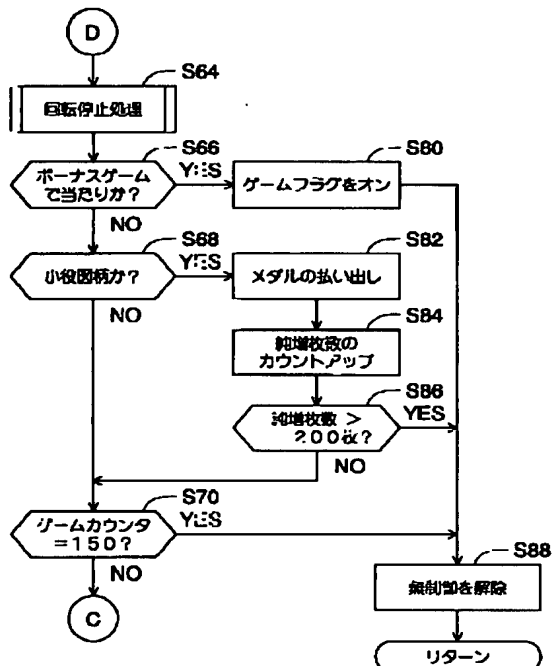 D
S64
回転停止処理
S66
ボーナスゲーム
で当たりか?
YES
NO
S80
ゲームフラグをオン
S68
小役図柄か?
YES
NO
S82
メダルの払い出し
S84
純増枚数の
カウントアップ
S86
純増枚数 >
200枚?
YES
NO
S70
ゲームカウンタ
=150?
YES
NO
C
S88
無制御を解除
リターン